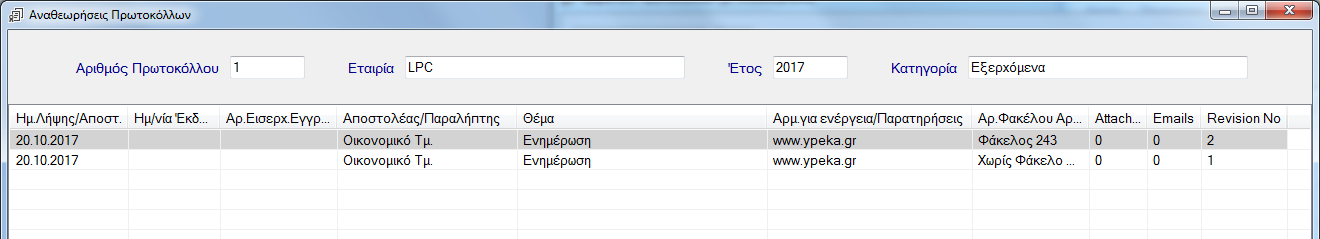 Αναθεωρήσεις Πρωτοκόλλων
Αριθμός Πρωτοκόλλου 1 Εταιρία LPC Έτος 2017 Κατηγορία Εξερχόμενα
Ημ.Λήψης/Αποστ. Ημ/νία Έκδ... Αρ.Εισερχ.Εγγρ... Αποστολέας/Παραλήπτης Θέμα Αρμ.για ενέργεια/Παρατηρήσεις Αρ.Φακέλου Αρ... Attach... Emails Revision No
20.10.2017 Οικονομικό Τμ. Ενημέρωση www.ypeka.gr Φάκελος 243 0 0 2
20.10.2017 Οικονομικό Τμ. Ενημέρωση www.ypeka.gr Χωρίς Φάκελο ... 0 0 1